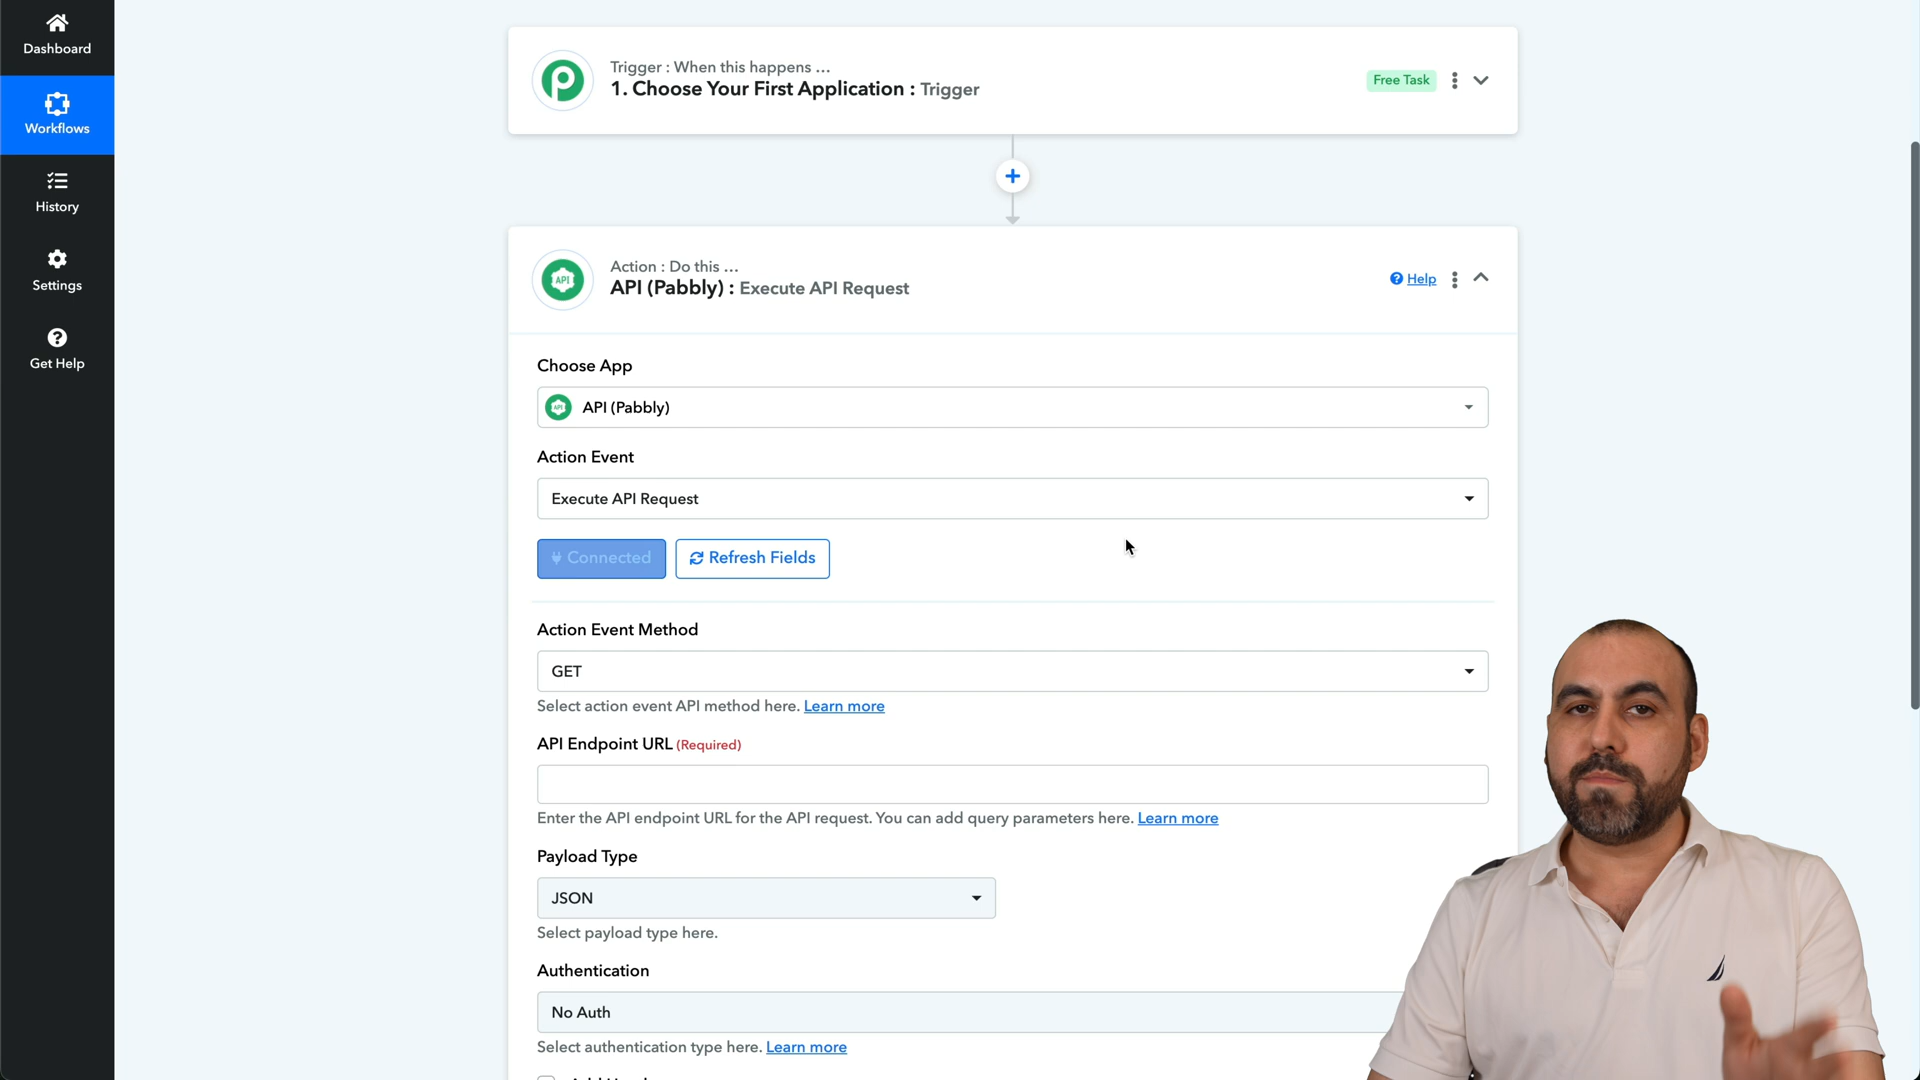 Dashboard
Workflows
History
Settings
Get Help
Trigger : When this happens ...
1. Choose Your First Application : Trigger
Free Task
Action : Do this ...
API (Pabbly) : Execute API Request
Help
Choose App
API
API (Pabbly)
Action Event
Execute API Request
Connected
Refresh Fields
Action Event Method
GET
Select action event API method here. Learn more
API Endpoint URL (Required)
Enter the API endpoint URL for the API request. You can add query parameters here. Learn more
Payload Type
JSON
Select payload type here.
Authentication
No Auth
Select authentication type here. Learn more